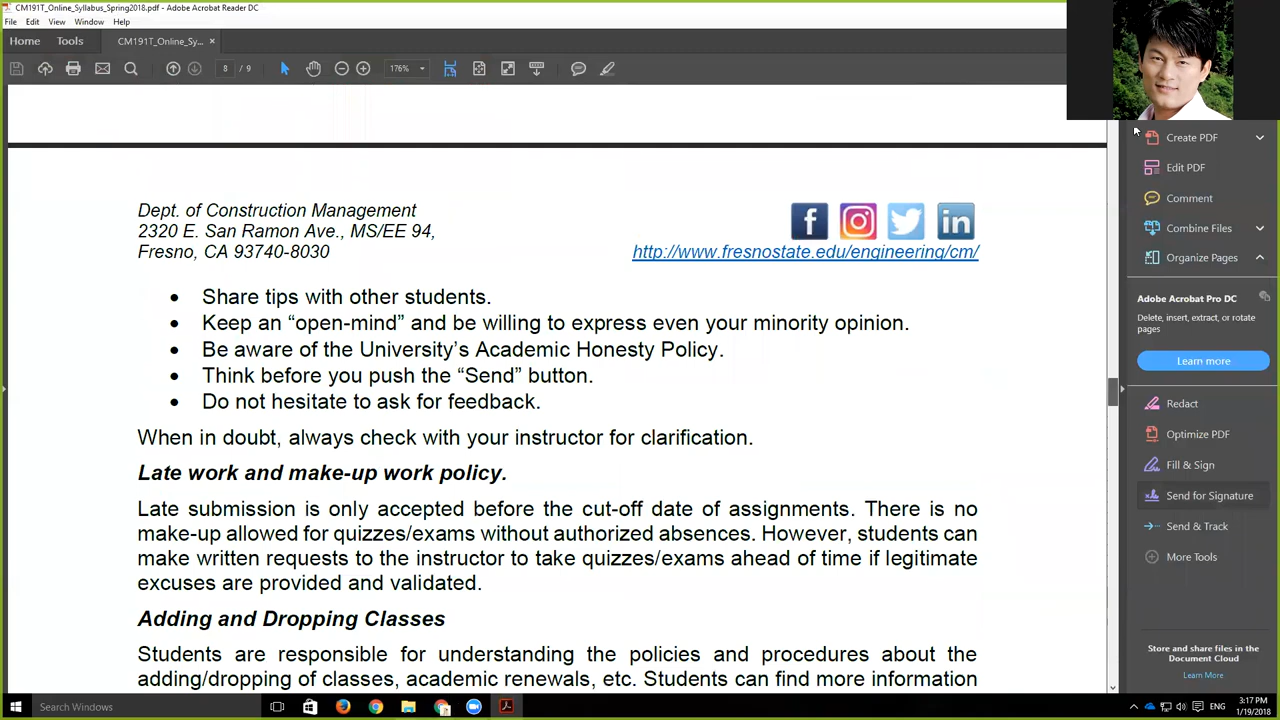 CM191T_Online_Syllabus_Spring2018.pdf - Adobe Acrobat Reader DC
File Edit View Window Help
Home Tools CM191T_Online_Sy... ×
8 / 9 176%
Create PDF
Edit PDF
Comment
Combine Files
Organize Pages
Adobe Acrobat Pro DC
Delete, insert, extract, or rotate
pages
Learn more
Redact
Optimize PDF
Fill & Sign
Send for Signature
Send & Track
More Tools
Store and share files in the
Document Cloud
Learn More
Dept. of Construction Management
2320 E. San Ramon Ave., MS/EE 94,
Fresno, CA 93740-8030
http://www.fresnostate.edu/engineering/cm/
• Share tips with other students.
• Keep an “open-mind” and be willing to express even your minority opinion.
• Be aware of the University’s Academic Honesty Policy.
• Think before you push the “Send” button.
• Do not hesitate to ask for feedback.
When in doubt, always check with your instructor for clarification.
Late work and make-up work policy.
Late submission is only accepted before the cut-off date of assignments. There is no
make-up allowed for quizzes/exams without authorized absences. However, students can
make written requests to the instructor to take quizzes/exams ahead of time if legitimate
excuses are provided and validated.
Adding and Dropping Classes
Students are responsible for understanding the policies and procedures about the
adding/dropping of classes, academic renewals, etc. Students can find more information
Search Windows
ENG
3:17 PM
1/19/2018